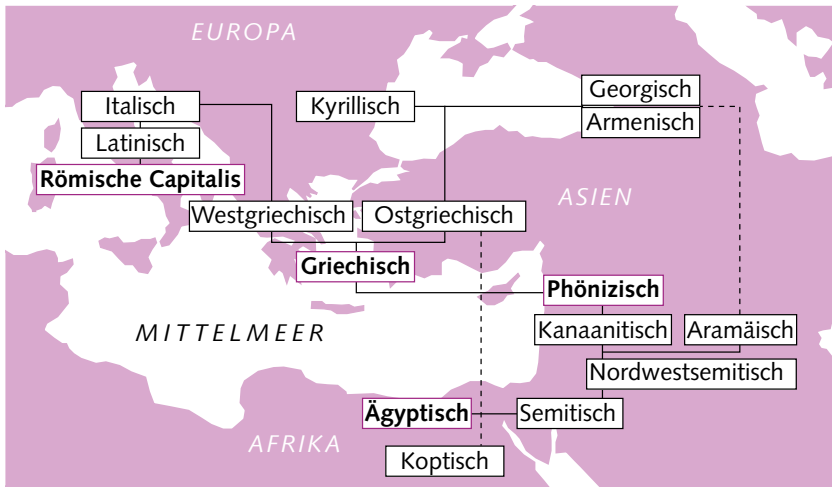 EUROPA
Georgisch
Italisch
Kyrillisch
Armenisch
Latinisch
Römische Capitalis
ASIEN
Westgriechisch
Ostgriechisch
Griechisch
Phönizisch
MITTELMEER
Kanaanitisch
Aramäisch
Nordwestsemitisch
Ägyptisch
Semitisch
AFRIKA
Koptisch